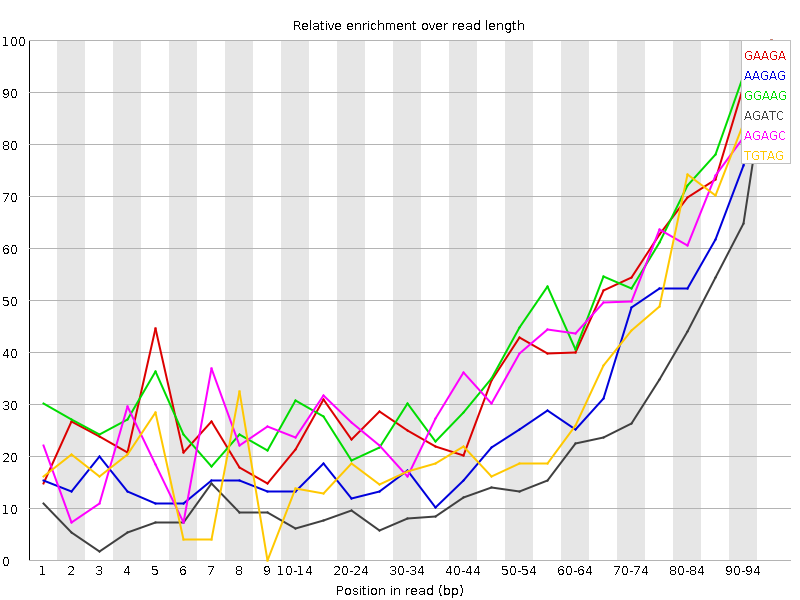 Relative enrichment over read length
100
90
80
70
60
50
40
30
20
10
0
GAAGA
AAGAG
GGAAG
AGATC
AGAGC
TGTAG
1 2 3 4 5 6 7 8 9 10-14 20-24 30-34 40-44 50-54 60-64 70-74 80-84 90-94
Position in read (bp)